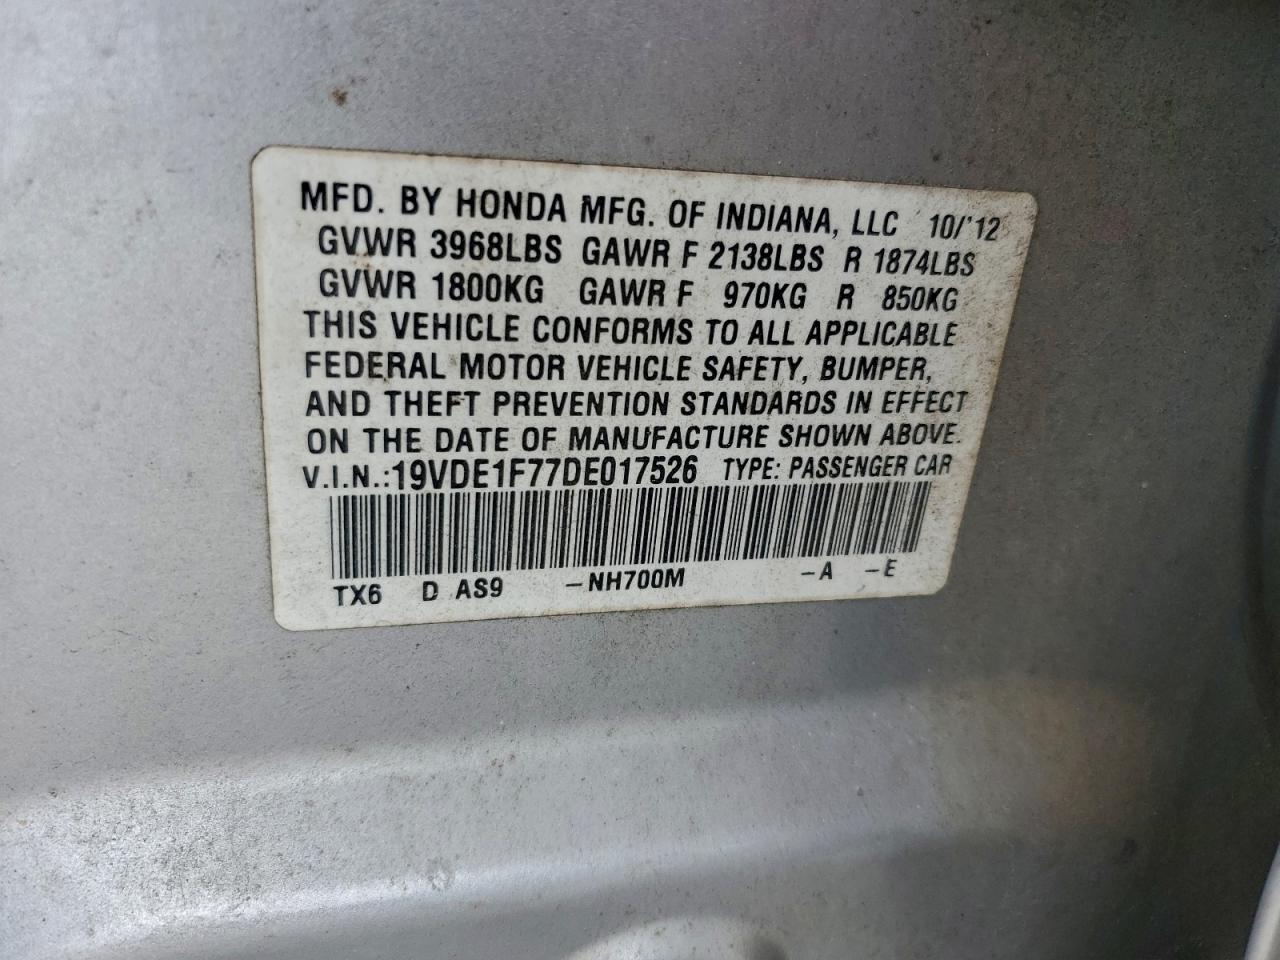 MFD. BY HONDA MFG. OF INDIANA, LLC 10/'12
GVWR 3968LBS GAWR F 2138LBS R 1874LBS
GVWR 1800KG GAWR F 970KG R 850KG
THIS VEHICLE CONFORMS TO ALL APPLICABLE
FEDERAL MOTOR VEHICLE SAFETY, BUMPER,
AND THEFT PREVENTION STANDARDS IN EFFECT
ON THE DATE OF MANUFACTURE SHOWN ABOVE.
V.I.N.:19VDE1F77DE017526 TYPE: PASSENGER CAR
TX6 D AS9 –NH700M –A –E